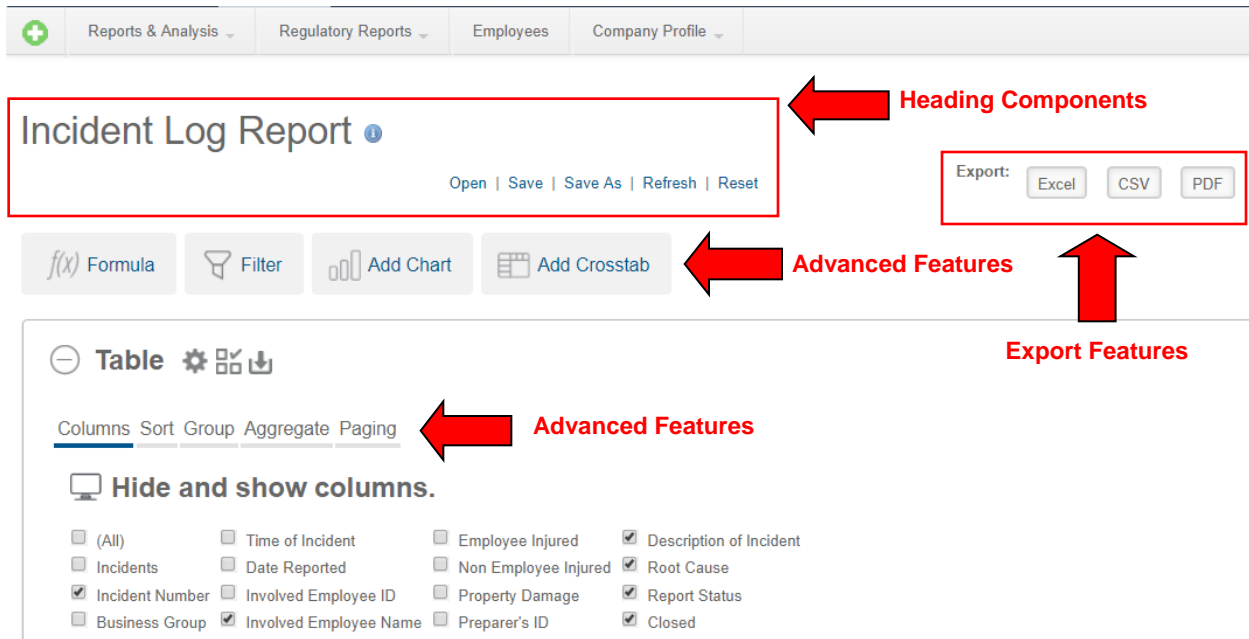 Reports & Analysis
Regulatory Reports
Employees
Company Profile
Heading Components
Incident Log Report
Open | Save | Save As | Refresh | Reset
Export:
Excel
CSV
PDF
f(x) Formula
Filter
Add Chart
Add Crosstab
Advanced Features
Export Features
Table
Columns Sort Group Aggregate Paging
Advanced Features
Hide and show columns.
(All) Time of Incident Employee Injured Description of Incident
Incidents Date Reported Non Employee Injured Root Cause
Incident Number Involved Employee ID Property Damage Report Status
Business Group Involved Employee Name Preparer's ID Closed